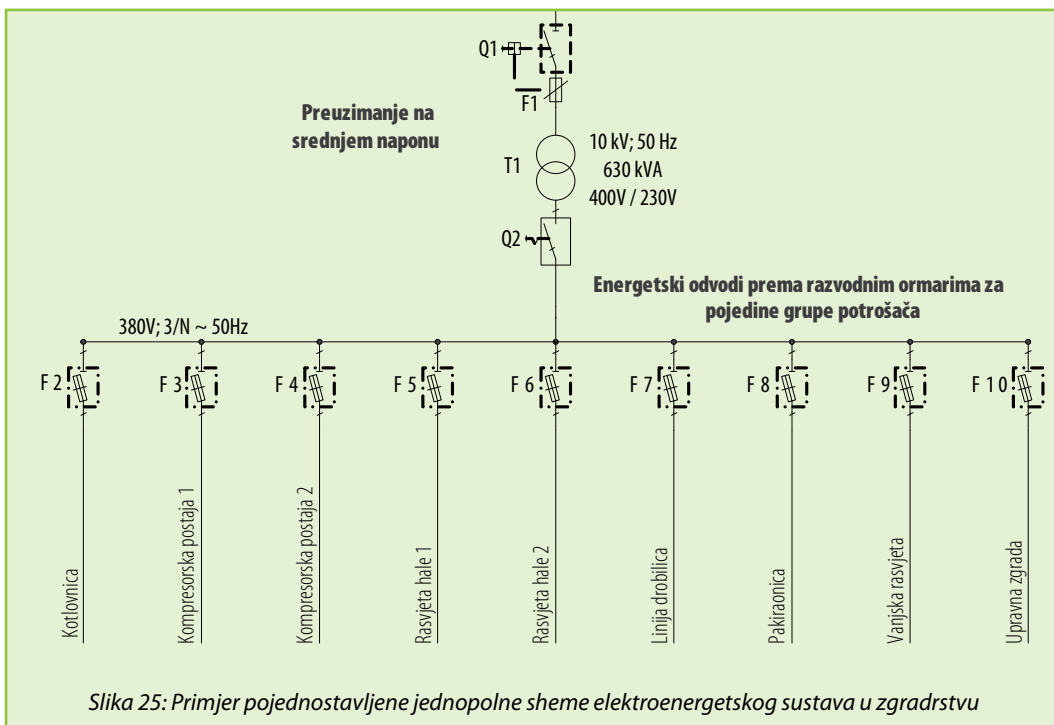 Q1
F1
Preuzimanje na
srednjem naponu
T1
10 kV; 50 Hz
630 kVA
400V / 230V
Q2
Energetski odvodi prema razvodnim ormarima za
pojedine grupe potrošača
380V; 3/N ~ 50Hz
F 2
F 3
F 4
F 5
F 6
F 7
F 8
F 9
F 10
Kotlovnica
Kompresorska postaja 1
Kompresorska postaja 2
Rasvjeta hale 1
Rasvjeta hale 2
Linija drobilica
Pakiraonica
Vanjska rasvjeta
Upravna zgrada
Slika 25: Primjer pojednostavljene jednopolne sheme elektroenergetskog sustava u zgradrstvu